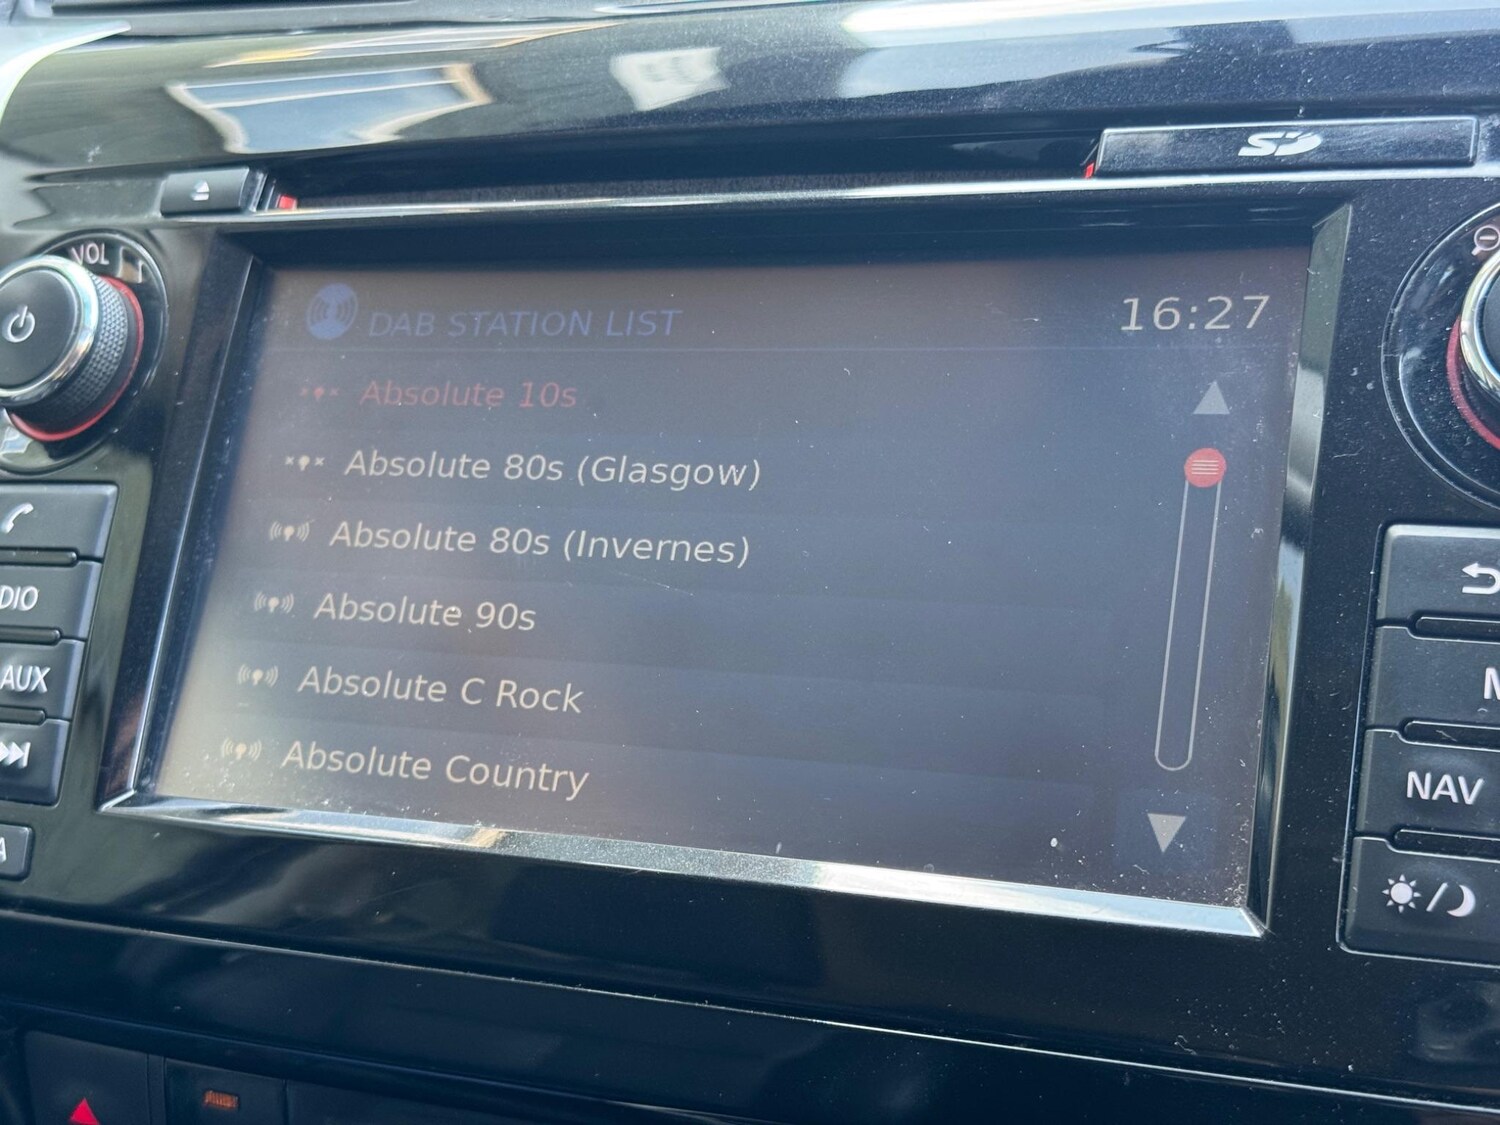 SD
VOL
DAB STATION LIST
16:27
Absolute 10s
Absolute 80s (Glasgow)
Absolute 80s (Invernes)
Absolute 90s
Absolute C Rock
Absolute Country
DIO
AUX
A
M
NAV